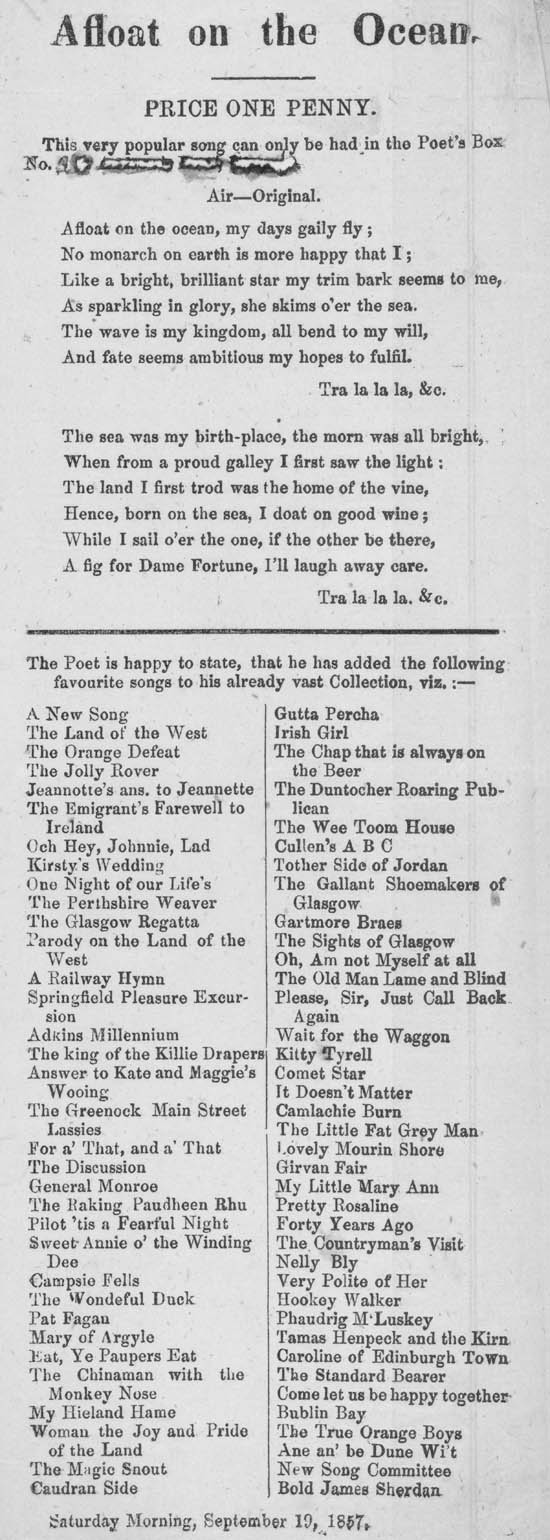 Afloat on the Ocean.
PRICE ONE PENNY.
This very popular song can only be had in the Poet's Box
No.
Air—Original.
Afloat on the ocean, my days gaily fly;
No monarch on earth is more happy that I;
Like a bright, brilliant star my trim bark seems to me,
As sparkling in glory, she skims o'er the sea.
The wave is my kingdom, all bend to my will,
And fate seems ambitious my hopes to fulfil.
Tra la la la, &c.
The sea was my birth-place, the morn was all bright,
When from a proud galley I first saw the light:
The land I first trod was the home of the vine,
Hence, born on the sea, I doat on good wine;
While I sail o'er the one, if the other be there,
A fig for Dame Fortune, I'll laugh away care.
Tra la la la. &c.
The Poet is happy to state, that he has added the following
favourite songs to his already vast Collection, viz.:—
A New Song
The Land of the West
The Orange Defeat
The Jolly Rover
Jeannotte's ans. to Jeannette
The Emigrant's Farewell to
Ireland
Och Hey, Johnnie, Lad
Kirsty's Wedding
One Night of our Life's
The Perthshire Weaver
The Glasgow Regatta
Parody on the Land of the
West
A Railway Hymn
Springfield Pleasure Excur-
sion
Adkins Millennium
The king of the Killie Drapers
Answer to Kate and Maggie's
Wooing
The Greenock Main Street
Lassies
For a' That, and a' That
The Discussion
General Monroe
The Raking Paudheen Rhu
Pilot 'tis a Fearful Night
Sweet Annie o' the Winding
Dee
Campsie Fells
The Wondeful Duck
Pat Fagan
Mary of Argyle
Eat, Ye Paupers Eat
The Chinaman with the
Monkey Nose
My Hieland Hame
Woman the Joy and Pride
of the Land
The Magic Snout
Caudran Side
Gutta Percha
Irish Girl
The Chap that is always on
the Beer
The Duntocher Roaring Pub-
lican
The Wee Toom House
Cullen's A B C
Tother Side of Jordan
The Gallant Shoemakers of
Glasgow
Gartmore Braes
The Sights of Glasgow
Oh, Am not Myself at all
The Old Man Lame and Blind
Please, Sir, Just Call Back
Again
Wait for the Waggon
Kitty Tyrell
Comet Star
It Doesn't Matter
Camlachie Burn
The Little Fat Grey Man
Lovely Mourin Shore
Girvan Fair
My Little Mary Ann
Pretty Rosaline
Forty Years Ago
The Countryman's Visit
Nelly Bly
Very Polite of Her
Hookey Walker
Phaudrig M'Luskey
Tamas Henpeck and the Kirn
Caroline of Edinburgh Town
The Standard Bearer
Come let us be happy together
Bublin Bay
The True Orange Boys
Ane an' be Dune Wi't
New Song Committee
Bold James Sherdan
Saturday Morning, September 19, 1857.